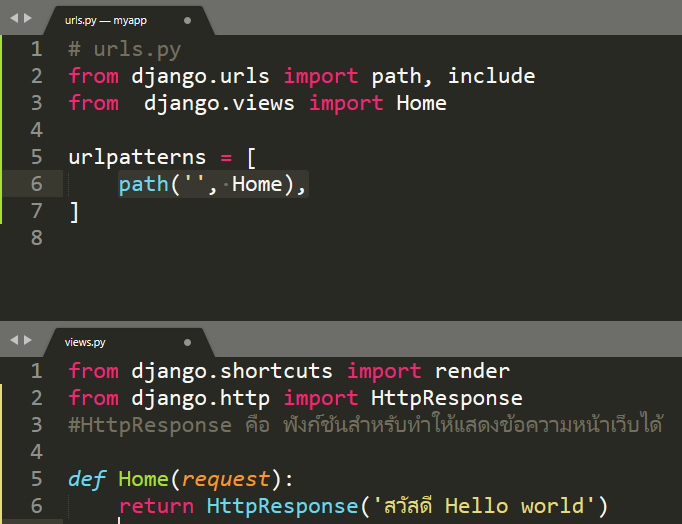 urls.py — myapp
1 # urls.py
2 from django.urls import path, include
3 from  django.views import Home
4
5 urlpatterns = [
6     path('', Home),
7 ]
8
views.py
1 from django.shortcuts import render
2 from django.http import HttpResponse
3 #HttpResponse คือ ฟังก์ชันสำหรับทำให้แสดงข้อความหน้าเว็บได้
4
5 def Home(request):
6     return HttpResponse('สวัสดี Hello world')